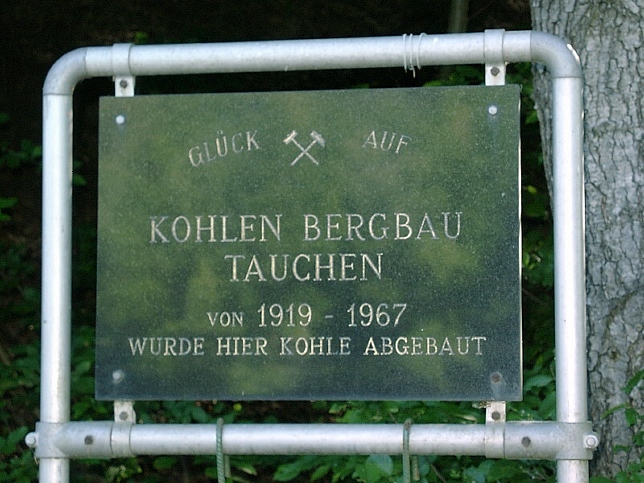 GLÜCK AUF
KOHLEN BERGBAU
TAUCHEN
VON 1919 - 1967
WURDE HIER KOHLE ABGEBAUT